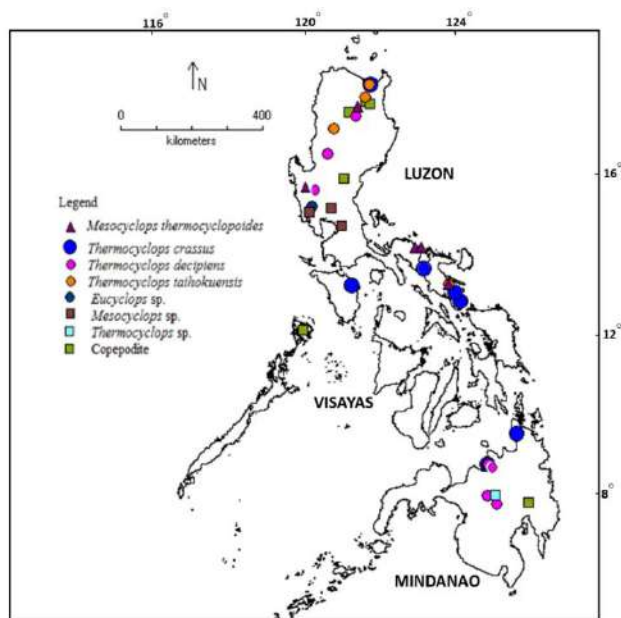 116° 120° 124°
N
0 400
kilometers
LUZON
16°
Legend
Mesocyclops thermocyclopoides
Thermocyclops crassus
Thermocyclops decipiens
Thermocyclops taihokuensis
Eucyclops sp.
Mesocyclops sp.
Thermocyclops sp.
Copepodite
12°
VISAYAS
8°
MINDANAO